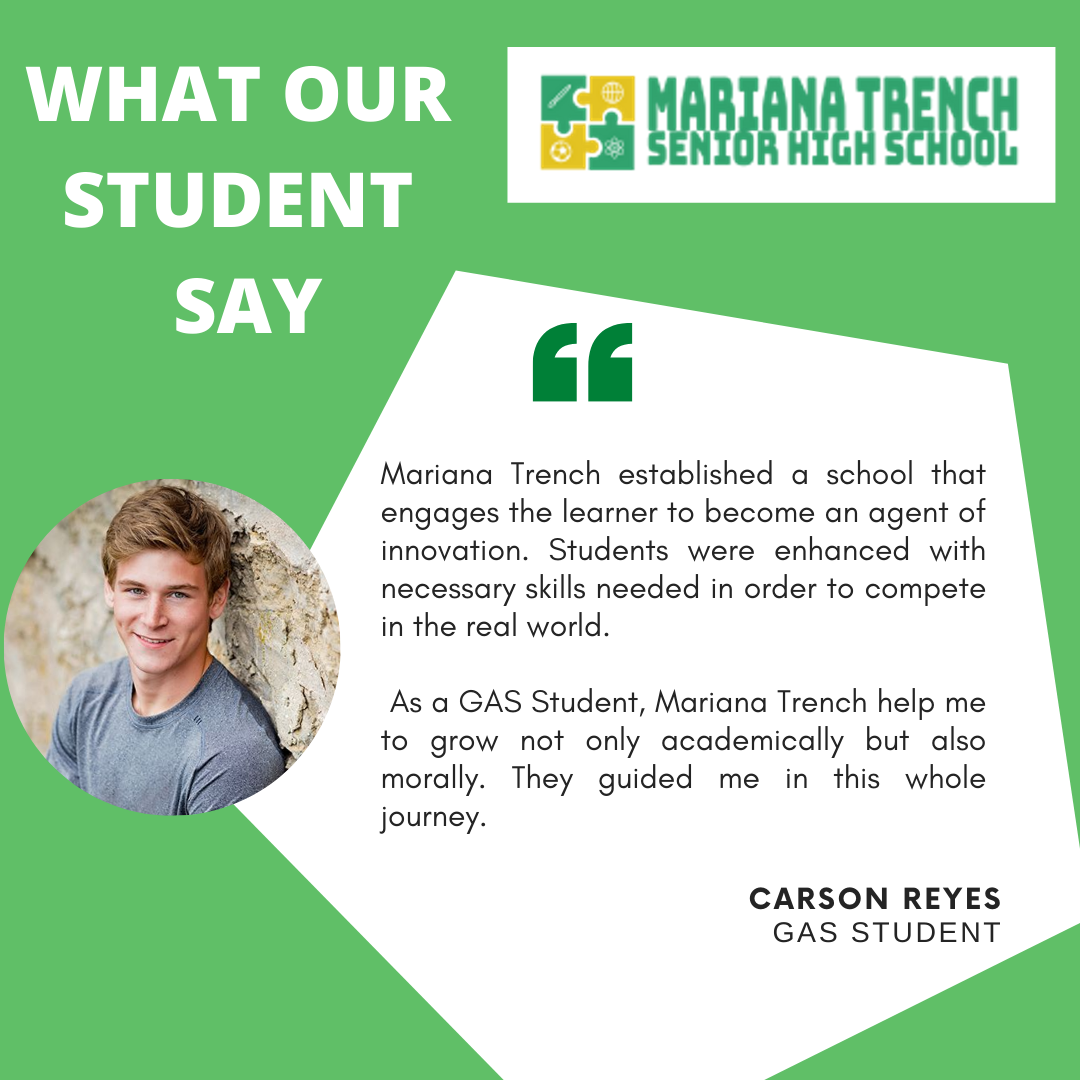 WHAT OUR
STUDENT
SAY
MARIANA TRENCH
SENIOR HIGH SCHOOL
Mariana Trench established a school that
engages the learner to become an agent of
innovation. Students were enhanced with
necessary skills needed in order to compete
in the real world.
As a GAS Student, Mariana Trench help me
to grow not only academically but also
morally. They guided me in this whole
journey.
CARSON REYES
GAS STUDENT